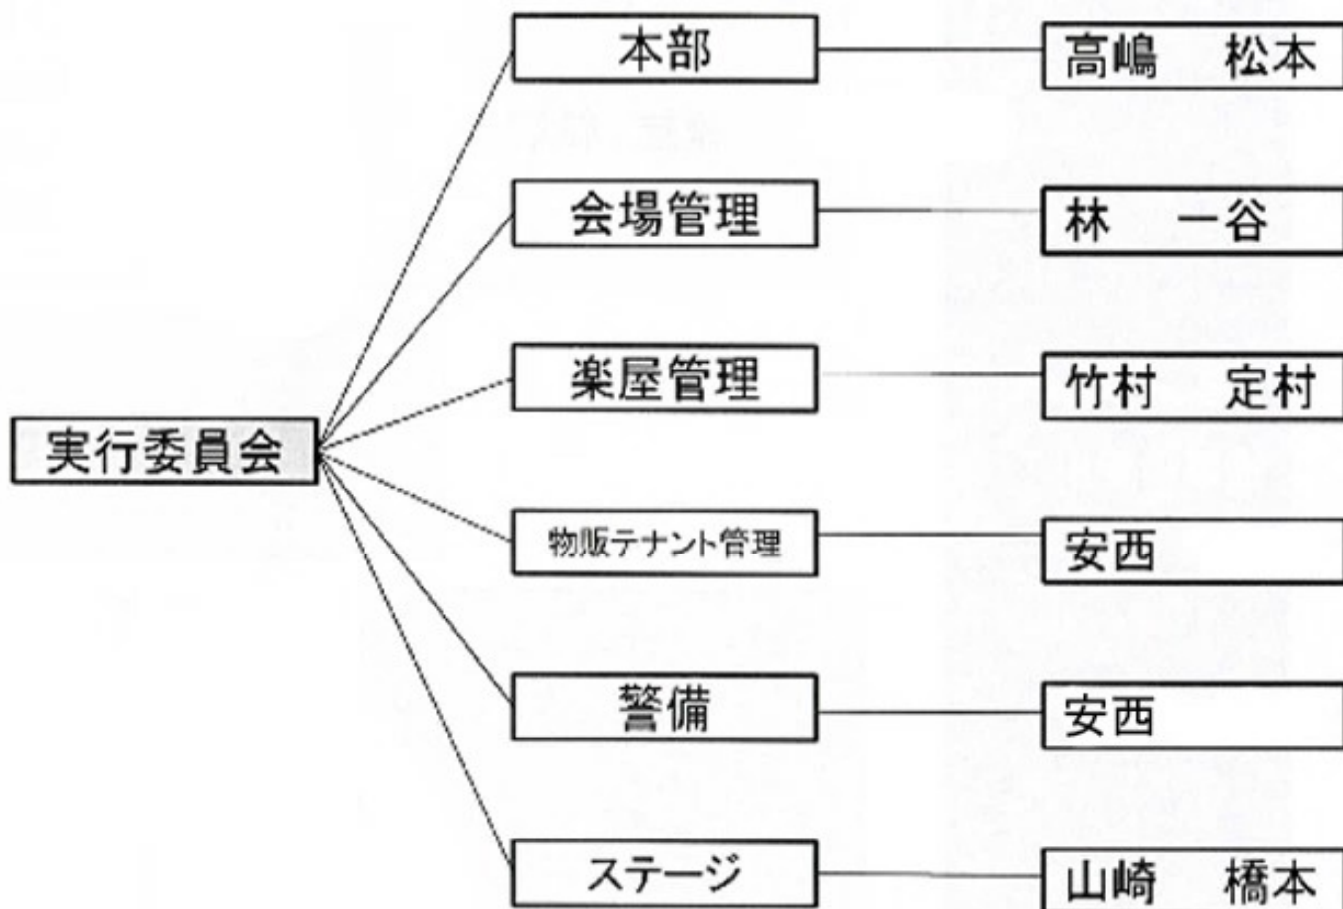 本部
高嶋 松本
会場管理
林 一谷
楽屋管理
竹村 定村
実行委員会
物販テナント管理
安西
警備
安西
ステージ
山崎 橋本